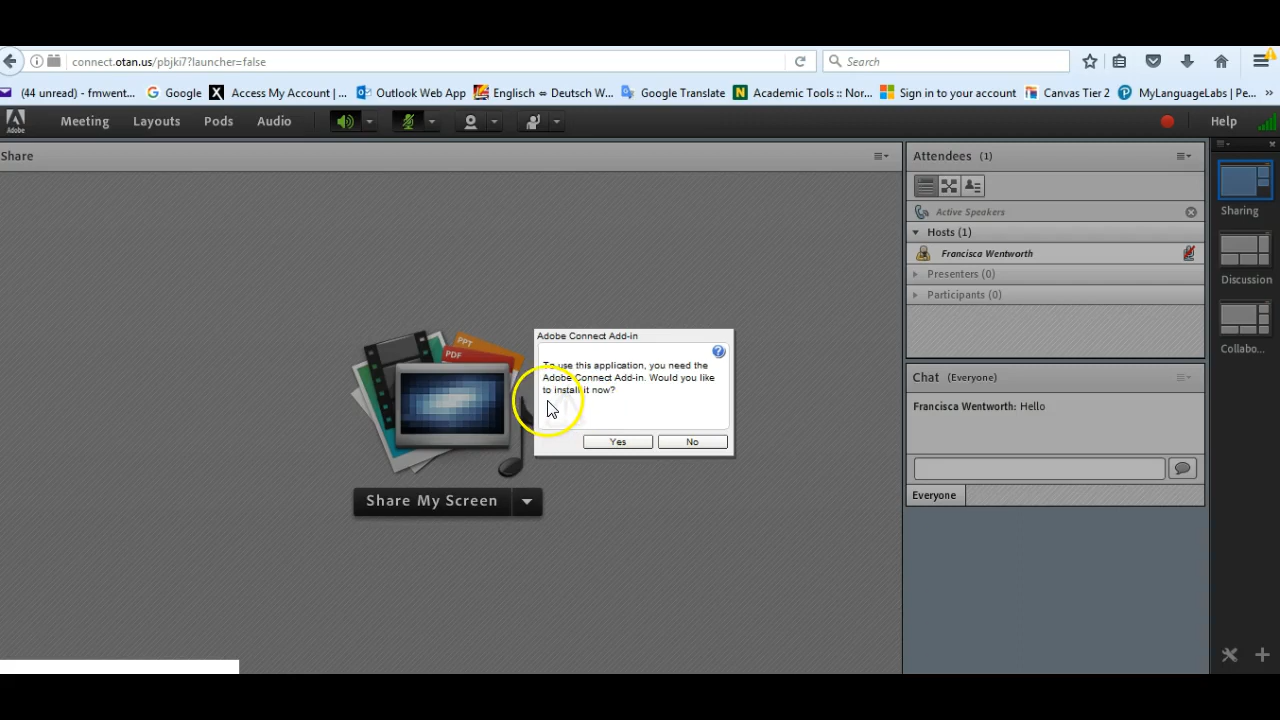 connect.otan.us/pbjki7?launcher=false
Search
(44 unread) - fmwent...
Google
Access My Account | ...
Outlook Web App
Englisch ⇔ Deutsch W...
Google Translate
Academic Tools :: Nor...
Sign in to your account
Canvas Tier 2
MyLanguageLabs | Pe...
Adobe
Meeting
Layouts
Pods
Audio
Help
Share
Attendees (1)
Active Speakers
Hosts (1)
Francisca Wentworth
Presenters (0)
Participants (0)
Sharing
Discussion
Collabo...
PPT
PDF
Adobe Connect Add-in
To use this application, you need the
Adobe Connect Add-in. Would you like
to install it now?
Yes
No
Share My Screen
Chat (Everyone)
Francisca Wentworth: Hello
Everyone